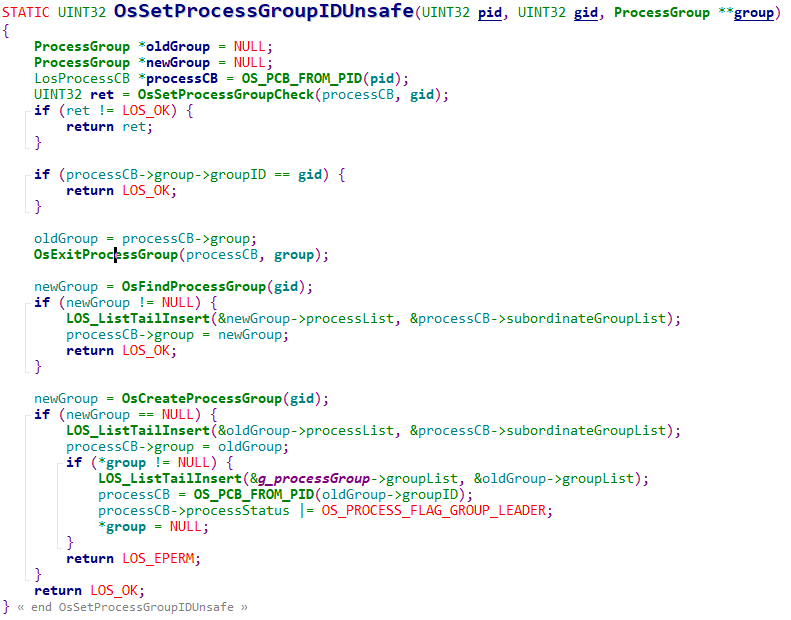 STATIC UINT32 OsSetProcessGroupIDUnsafe(UINT32 pid, UINT32 gid, ProcessGroup **group)
{
    ProcessGroup *oldGroup = NULL;
    ProcessGroup *newGroup = NULL;
    LosProcessCB *processCB = OS_PCB_FROM_PID(pid);
    UINT32 ret = OsSetProcessGroupCheck(processCB, gid);
    if (ret != LOS_OK) {
        return ret;
    }

    if (processCB->group->groupID == gid) {
        return LOS_OK;
    }

    oldGroup = processCB->group;
    OsExitProcessGroup(processCB, group);

    newGroup = OsFindProcessGroup(gid);
    if (newGroup != NULL) {
        LOS_ListTailInsert(&newGroup->processList, &processCB->subordinateGroupList);
        processCB->group = newGroup;
        return LOS_OK;
    }

    newGroup = OsCreateProcessGroup(gid);
    if (newGroup == NULL) {
        LOS_ListTailInsert(&oldGroup->processList, &processCB->subordinateGroupList);
        processCB->group = oldGroup;
        if (*group != NULL) {
            LOS_ListTailInsert(&g_processGroup->groupList, &oldGroup->groupList);
            processCB = OS_PCB_FROM_PID(oldGroup->groupID);
            processCB->processStatus |= OS_PROCESS_FLAG_GROUP_LEADER;
            *group = NULL;
        }
        return LOS_EPERM;
    }
    return LOS_OK;
} « end OsSetProcessGroupIDUnsafe »